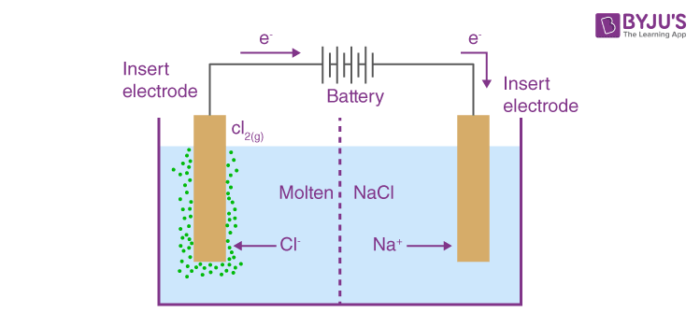 BYJU'S
The Learning App
e⁻
e⁻
Insert
electrode
Battery
Insert
electrode
cl₂(g)
Molten
NaCl
Cl⁻
Na⁺